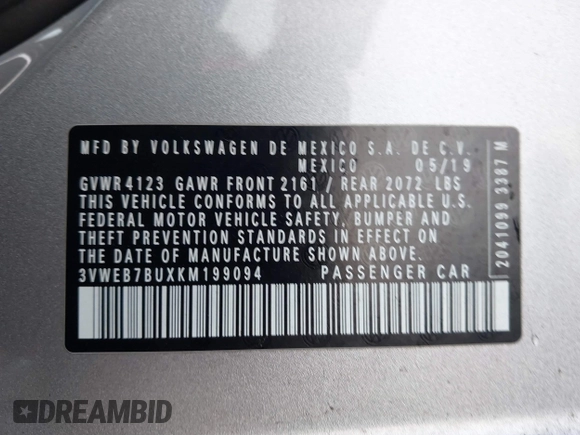 MFD BY VOLKSWAGEN DE MEXICO S.A. DE C.V.
MEXICO 05/19
GVWR 4123 GAWR FRONT 2161 / REAR 2072 LBS
THIS VEHICLE CONFORMS TO ALL APPLICABLE U.S.
FEDERAL MOTOR VEHICLE SAFETY, BUMPER AND
THEFT PREVENTION STANDARDS IN EFFECT ON
THE DATE OF MANUFACTURE SHOWN ABOVE.
3VWEB7BUXKM199094 PASSENGER CAR
2041099 3387 M
DREAMBID